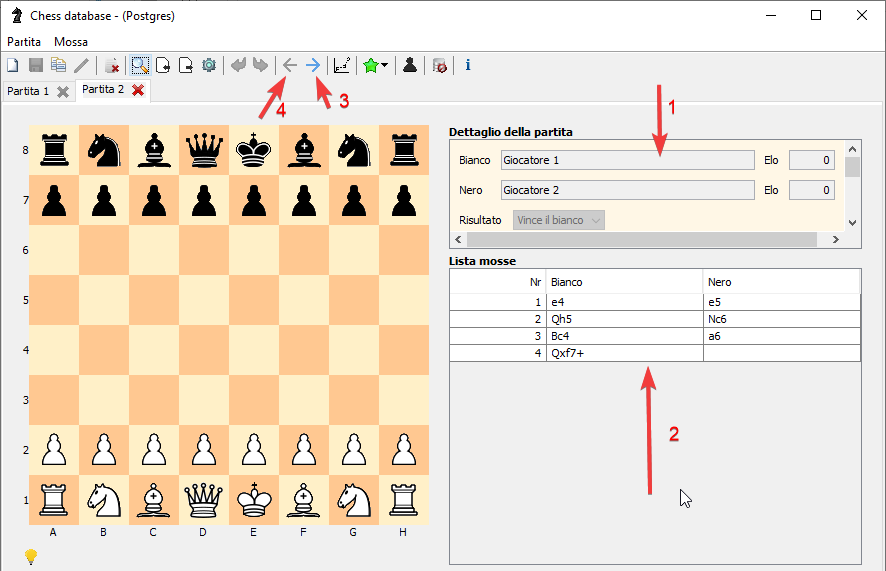 Chess database - (Postgres)
Partita Mossa
4 3
Partita 1 Partita 2
1
Dettaglio della partita
Bianco Giocatore 1 Elo 0
Nero Giocatore 2 Elo 0
Risultato Vince il bianco
Lista mosse
Nr Bianco Nero
1 e4 e5
2 Qh5 Nc6
3 Bc4 a6
4 Qxf7+
2
8
7
6
5
4
3
2
1
A B C D E F G H